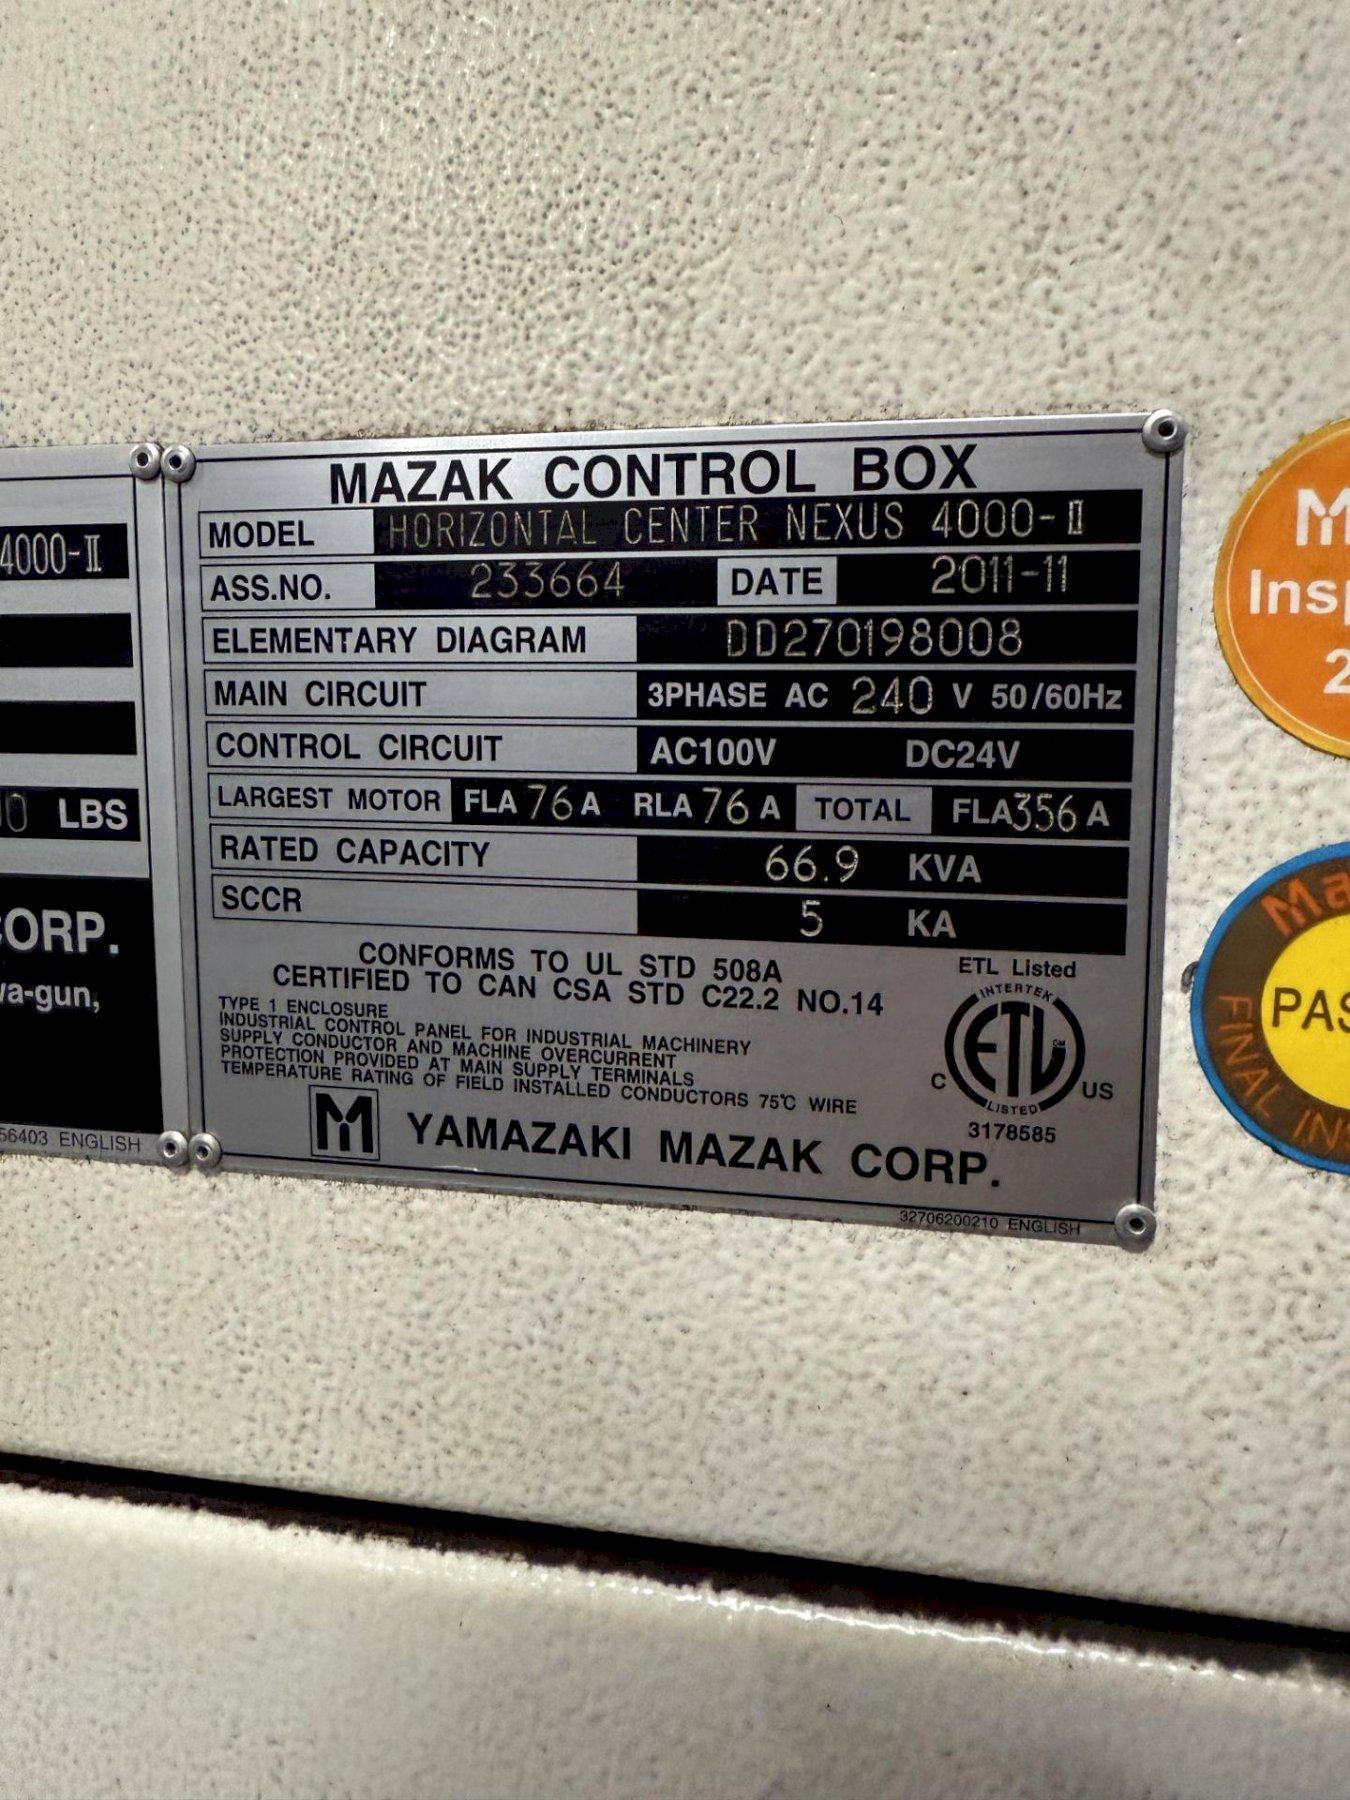 4000-II
LBS
CORP.
56403 ENGLISH
MAZAK CONTROL BOX
MODEL HORIZONTAL CENTER NEXUS 4000-II
ASS.NO. 233664 DATE 2011-11
ELEMENTARY DIAGRAM DD270198008
MAIN CIRCUIT 3PHASE AC 240 V 50/60Hz
CONTROL CIRCUIT AC100V DC24V
LARGEST MOTOR FLA 76 A RLA 76 A TOTAL FLA 356 A
RATED CAPACITY 66.9 KVA
SCCR 5 KA
CONFORMS TO UL STD 508A
CERTIFIED TO CAN CSA STD C22.2 NO.14
TYPE 1 ENCLOSURE
INDUSTRIAL CONTROL PANEL FOR INDUSTRIAL MACHINERY
SUPPLY CONDUCTOR AND MACHINE OVERCURRENT
PROTECTION PROVIDED AT MAIN SUPPLY TERMINALS
TEMPERATURE RATING OF FIELD INSTALLED CONDUCTORS 75℃ WIRE
ETL Listed
INTERTEK
ETL CM
C US
LISTED
3178585
M YAMAZAKI MAZAK CORP.
32706200210 ENGLISH
M
Insp
2
Ma
PAS
FINAL INS